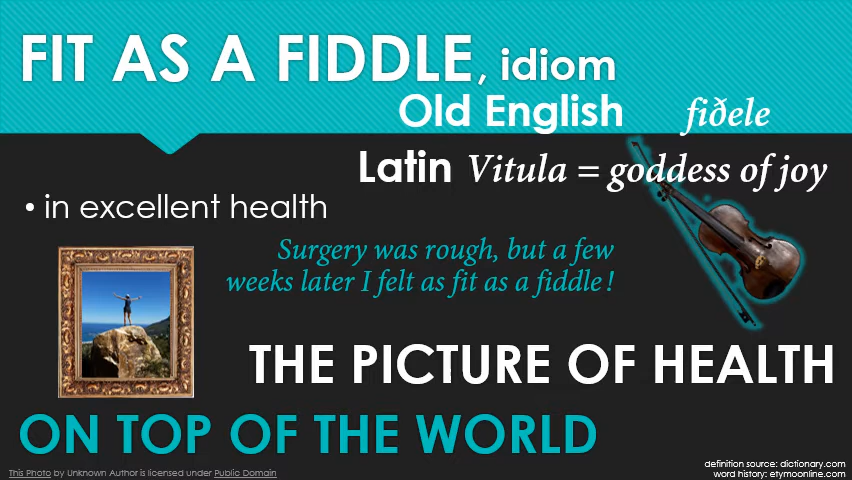 FIT AS A FIDDLE, idiom
Old English fiðele
Latin Vitula = goddess of joy
• in excellent health
Surgery was rough, but a few
weeks later I felt as fit as a fiddle!
THE PICTURE OF HEALTH
ON TOP OF THE WORLD
This Photo by Unknown Author is licensed under Public Domain
definition source: dictionary.com
word history: etymoonline.com